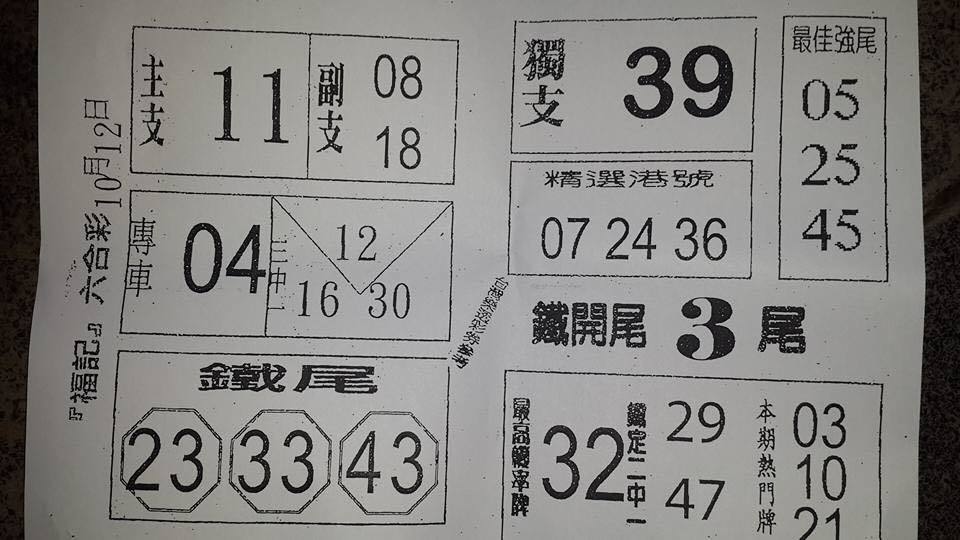 『福記』六合彩10月12日
主支
11
副支
08
18
專車
04
三中二
12
16 30
鐵尾
23 33 43
獨支
39
精選港號
07 24 36
最佳強尾
05
25
45
鐵開尾 3 尾
最高機率牌
32
鐵定二中一
29
47
本期熱門牌
03
10
21